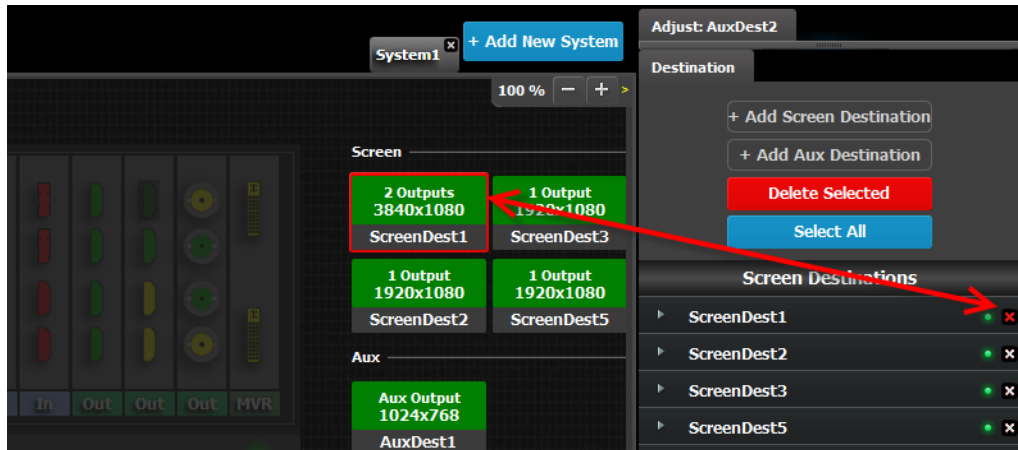 System1
+ Add New System
Adjust: AuxDest2
Destination
100 %
+ Add Screen Destination
+ Add Aux Destination
Delete Selected
Select All
Screen
2 Outputs
3840x1080
ScreenDest1
1 Output
1920x1080
ScreenDest3
1 Output
1920x1080
ScreenDest2
1 Output
1920x1080
ScreenDest5
Aux
Aux Output
1024x768
AuxDest1
In
Out
Out
Out
MVR
Screen Destinations
ScreenDest1
ScreenDest2
ScreenDest3
ScreenDest5